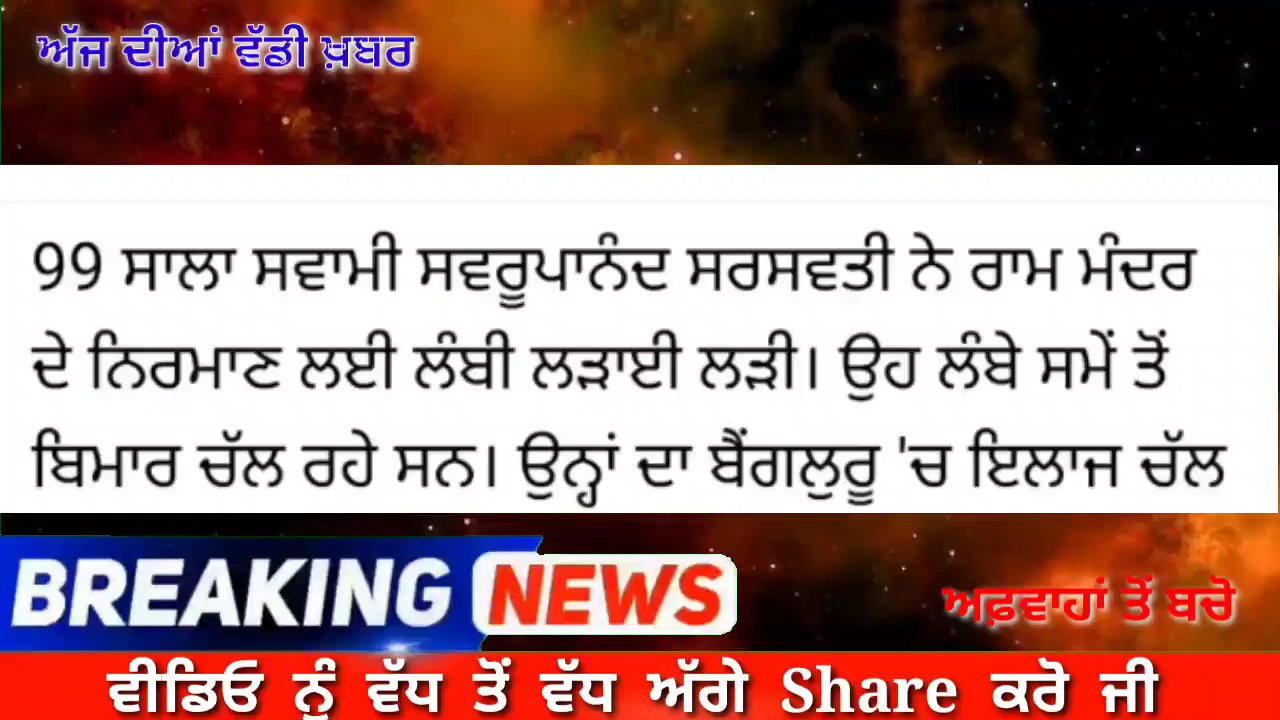 ਅੱਜ ਦੀਆਂ ਵੱਡੀ ਖ਼ਬਰ
99 ਸਾਲਾ ਸਵਾਮੀ ਸਵਰੂਪਾਨੰਦ ਸਰਸਵਤੀ ਨੇ ਰਾਮ ਮੰਦਰ
ਦੇ ਨਿਰਮਾਣ ਲਈ ਲੰਬੀ ਲੜਾਈ ਲੜੀ। ਉਹ ਲੰਬੇ ਸਮੇਂ ਤੋਂ
ਬਿਮਾਰ ਚੱਲ ਰਹੇ ਸਨ। ਉਨ੍ਹਾਂ ਦਾ ਬੈਂਗਲੁਰੂ 'ਚ ਇਲਾਜ ਚੱਲ
BREAKING NEWS
ਅਫ਼ਵਾਹਾਂ ਤੋਂ ਬਚੋ
ਵੀਡਿਓ ਨੂੰ ਵੱਧ ਤੋਂ ਵੱਧ ਅੱਗੇ Share ਕਰੋ ਜੀ